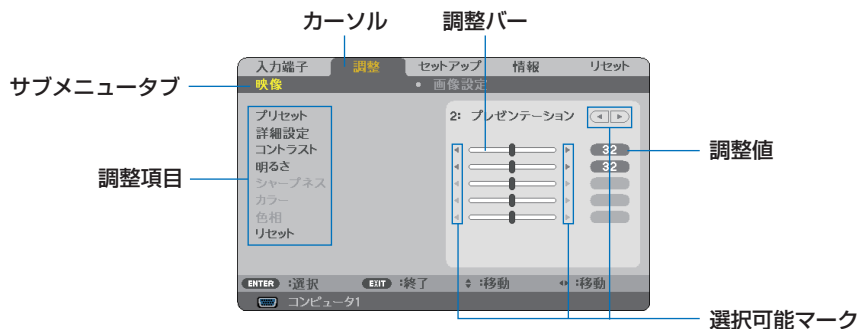 カーソル 調整バー
入力端子 調整 セットアップ 情報 リセット
サブメニュータブ 映像 • 画像設定
プリセット 2: プレゼンテーション
詳細設定
コントラスト 32 調整値
明るさ 32
調整項目 シャープネス
カラー
色相
リセット
ENTER :選択 EXIT :終了 :移動 :移動
コンピュータ1
選択可能マーク